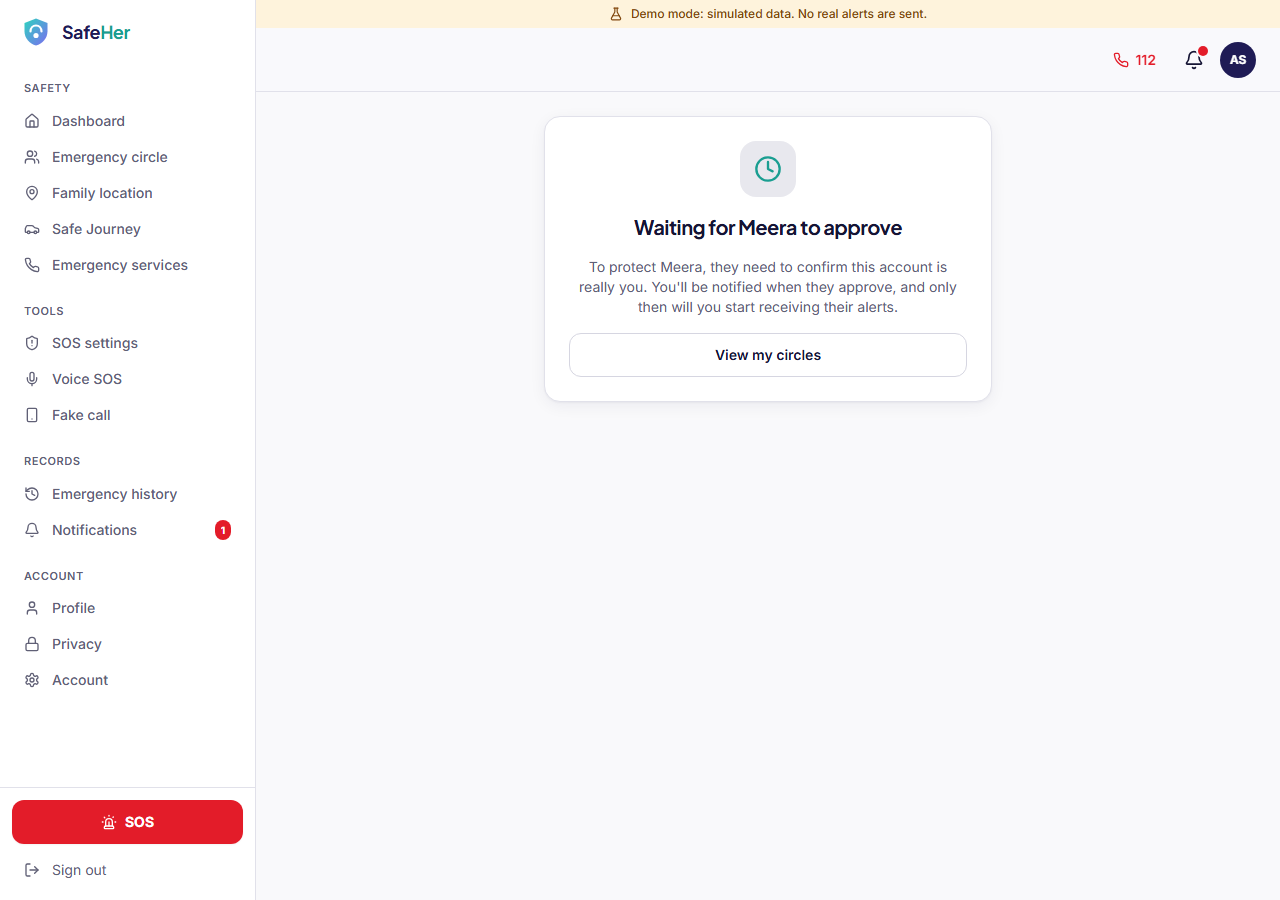 SafeHer
Demo mode: simulated data. No real alerts are sent.
112
AS
SAFETY
Dashboard
Emergency circle
Family location
Safe Journey
Emergency services
TOOLS
SOS settings
Voice SOS
Fake call
RECORDS
Emergency history
Notifications
1
ACCOUNT
Profile
Privacy
Account
SOS
Sign out
Waiting for Meera to approve
To protect Meera, they need to confirm this account is
really you. You'll be notified when they approve, and only
then will you start receiving their alerts.
View my circles